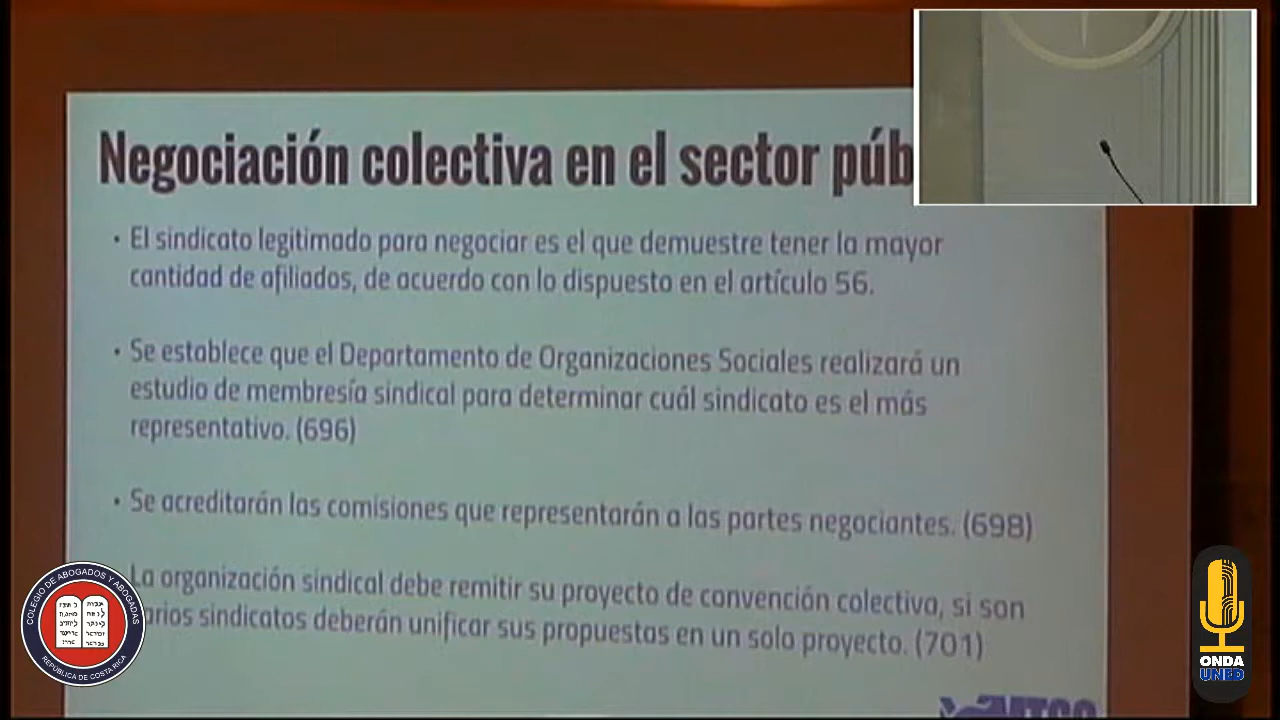 Negociación colectiva en el sector púb
• El sindicato legitimado para negociar es el que demuestre tener la mayor
cantidad de afiliados, de acuerdo con lo dispuesto en el artículo 56.
• Se establece que el Departamento de Organizaciones Sociales realizará un
estudio de membresía sindical para determinar cuál sindicato es el más
representativo. (696)
• Se acreditarán las comisiones que representarán a las partes negociantes. (698)
La organización sindical debe remitir su proyecto de convención colectiva, si son
arios sindicatos deberán unificar sus propuestas en un solo proyecto. (701)
COLEGIO DE ABOGADOS Y ABOGADAS
REPÚBLICA DE COSTA RICA
ONDA
UNED